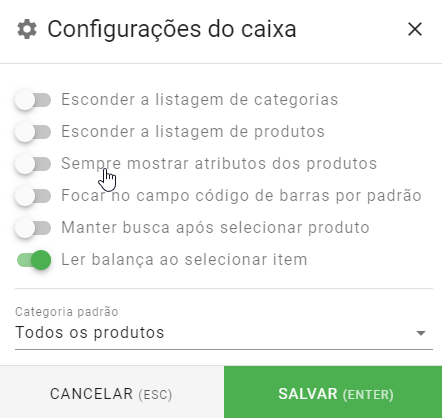 Configurações do caixa
Esconder a listagem de categorias
Esconder a listagem de produtos
Sempre mostrar atributos dos produtos
Focar no campo código de barras por padrão
Manter busca após selecionar produto
Ler balança ao selecionar item
Categoria padrão
Todos os produtos
CANCELAR (ESC)
SALVAR (ENTER)